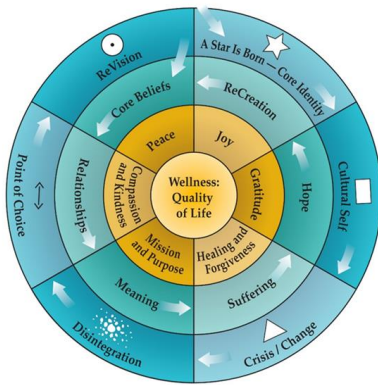 ReVision
A Star Is Born — Core Identity
Cultural Self
Crisis / Change
Disintegration
Point of Choice
Core Beliefs
ReCreation
Hope
Suffering
Meaning
Relationships
Peace
Joy
Gratitude
Healing and
Forgiveness
Mission
and Purpose
Compassion
and Kindness
Wellness:
Quality
of Life